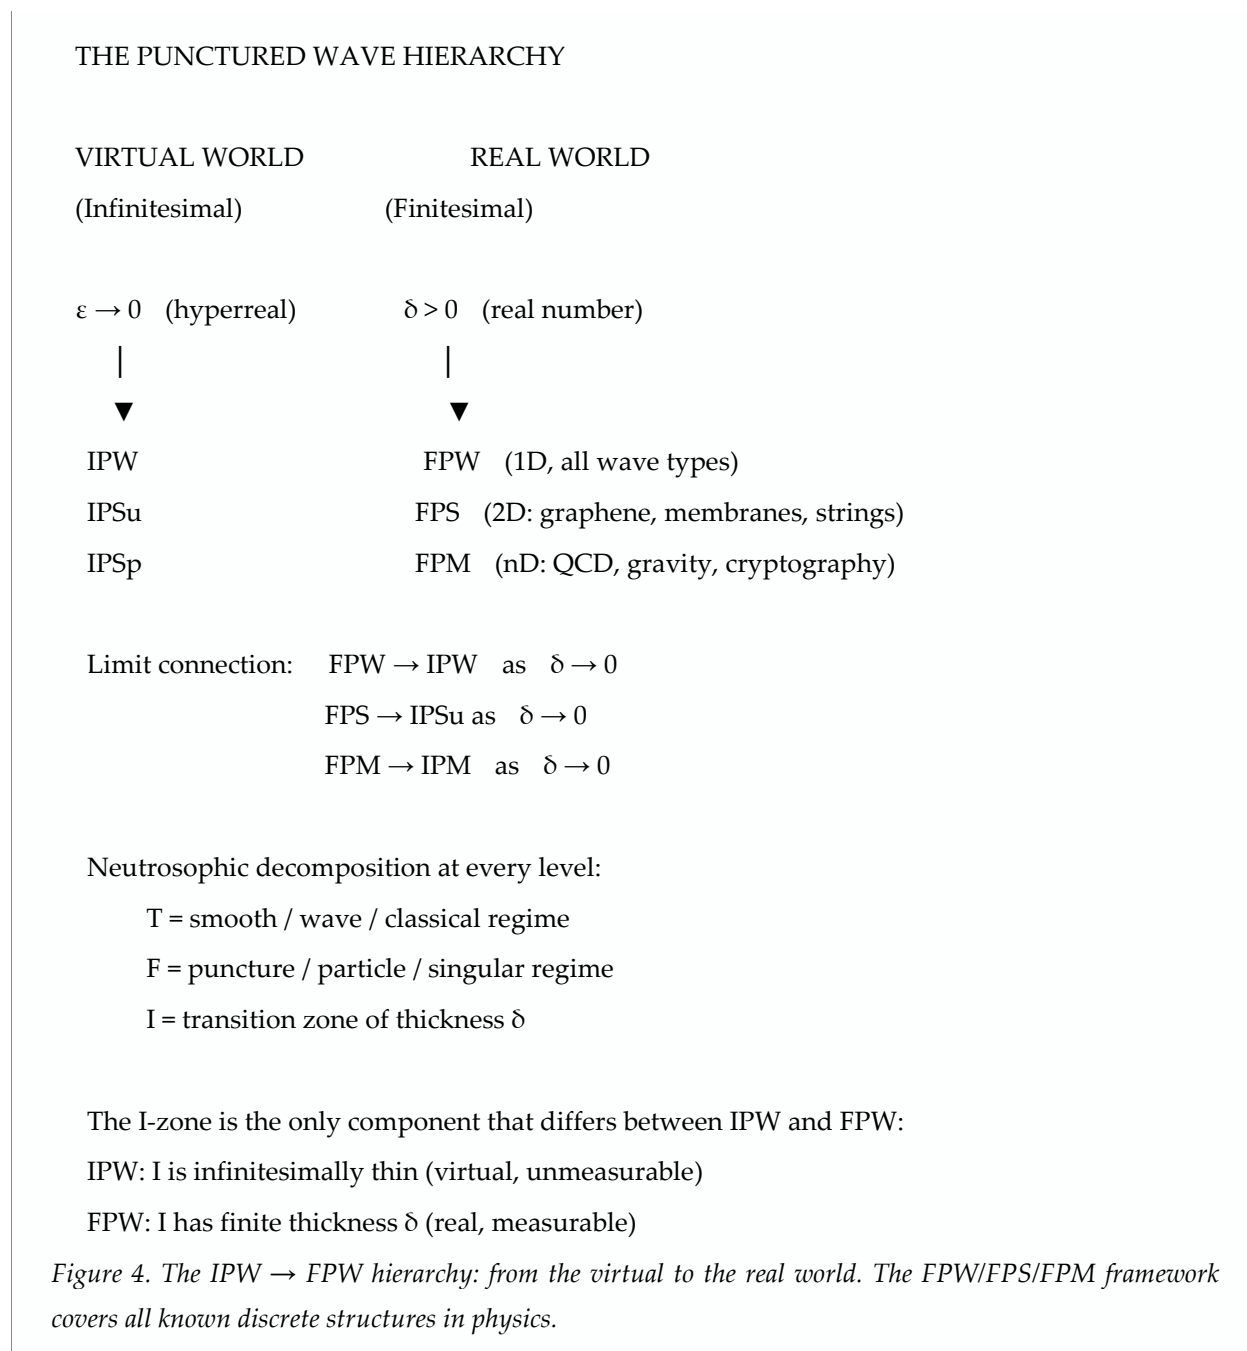 THE PUNCTURED WAVE HIERARCHY
VIRTUAL WORLD REAL WORLD
(Infinitesimal) (Finitesimal)
ε → 0 (hyperreal) δ > 0 (real number)
│ │
▼ ▼
IPW FPW (1D, all wave types)
IPSu FPS (2D: graphene, membranes, strings)
IPSp FPM (nD: QCD, gravity, cryptography)
Limit connection: FPW → IPW as δ → 0
FPS → IPSu as δ → 0
FPM → IPM as δ → 0
Neutrosophic decomposition at every level:
T = smooth / wave / classical regime
F = puncture / particle / singular regime
I = transition zone of thickness δ
The I-zone is the only component that differs between IPW and FPW:
IPW: I is infinitesimally thin (virtual, unmeasurable)
FPW: I has finite thickness δ (real, measurable)
Figure 4. The IPW → FPW hierarchy: from the virtual to the real world. The FPW/FPS/FPM framework
covers all known discrete structures in physics.